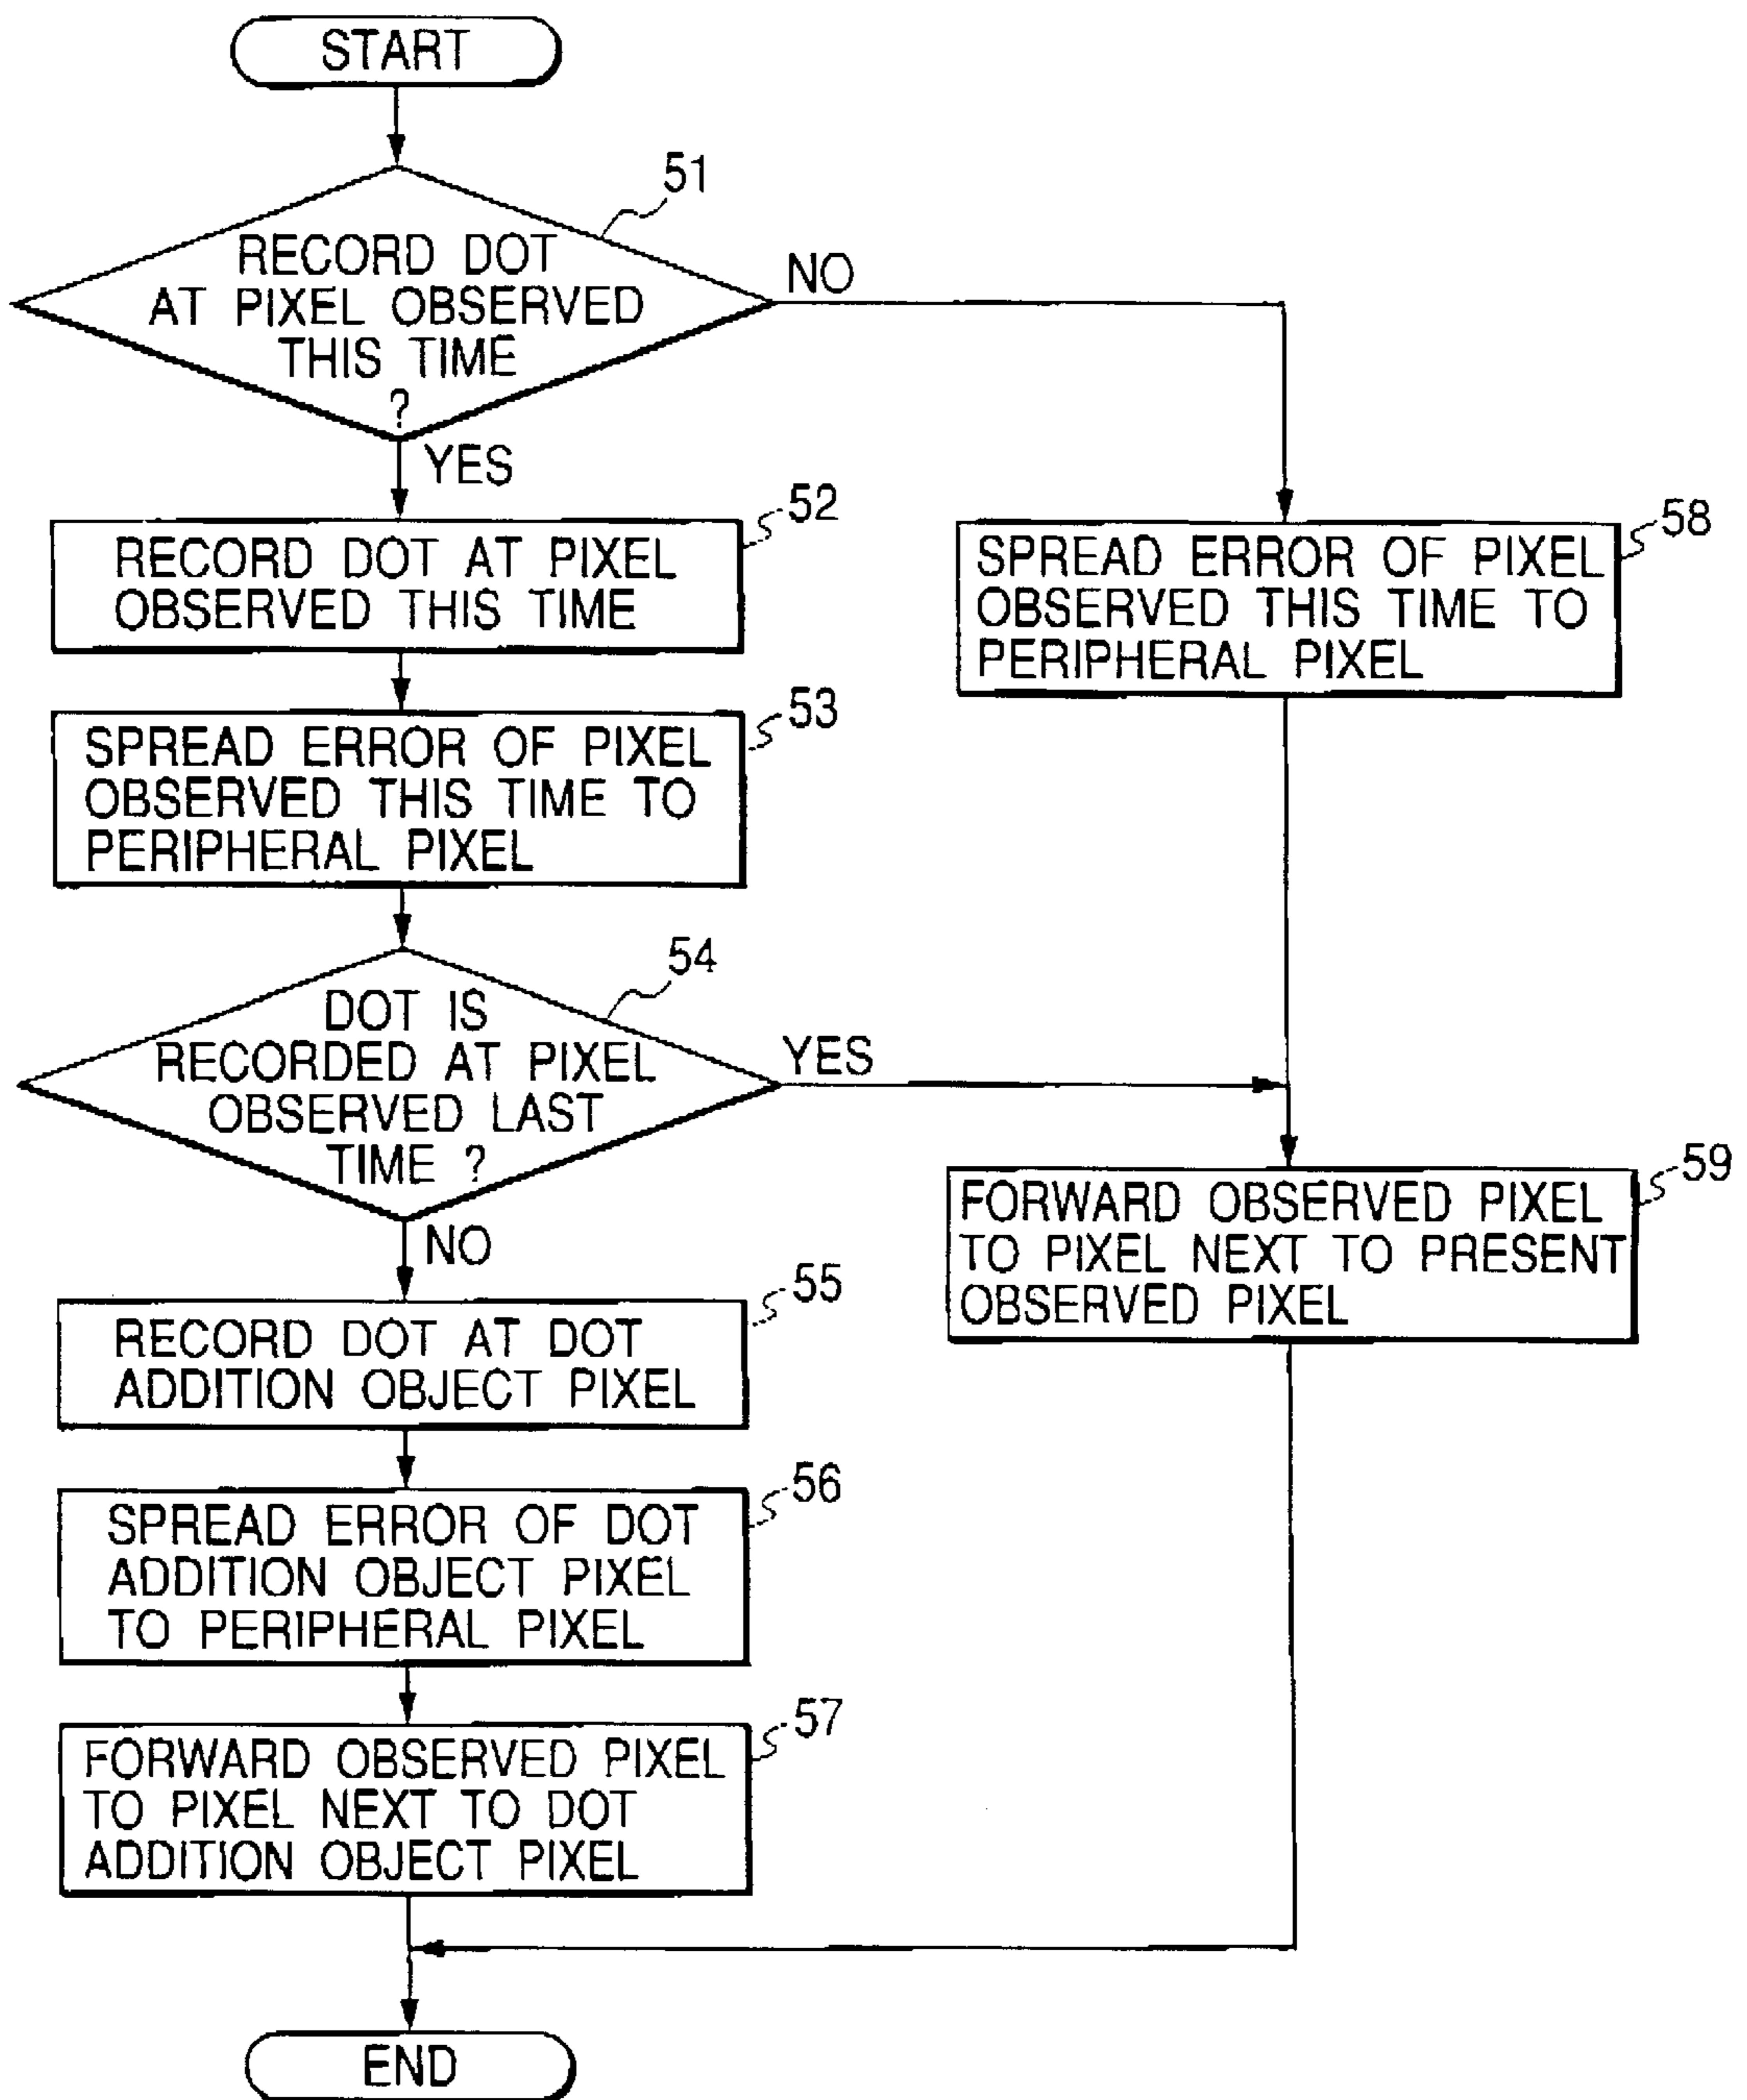 START
51
RECORD DOT
AT PIXEL OBSERVED
THIS TIME
?
NO
YES
52
RECORD DOT AT PIXEL
OBSERVED THIS TIME
58
SPREAD ERROR OF PIXEL
OBSERVED THIS TIME TO
PERIPHERAL PIXEL
53
SPREAD ERROR OF PIXEL
OBSERVED THIS TIME TO
PERIPHERAL PIXEL
54
DOT IS
RECORDED AT PIXEL
OBSERVED LAST
TIME ?
YES
NO
59
FORWARD OBSERVED PIXEL
TO PIXEL NEXT TO PRESENT
OBSERVED PIXEL
55
RECORD DOT AT DOT
ADDITION OBJECT PIXEL
56
SPREAD ERROR OF DOT
ADDITION OBJECT PIXEL
TO PERIPHERAL PIXEL
57
FORWARD OBSERVED PIXEL
TO PIXEL NEXT TO DOT
ADDITION OBJECT PIXEL
END